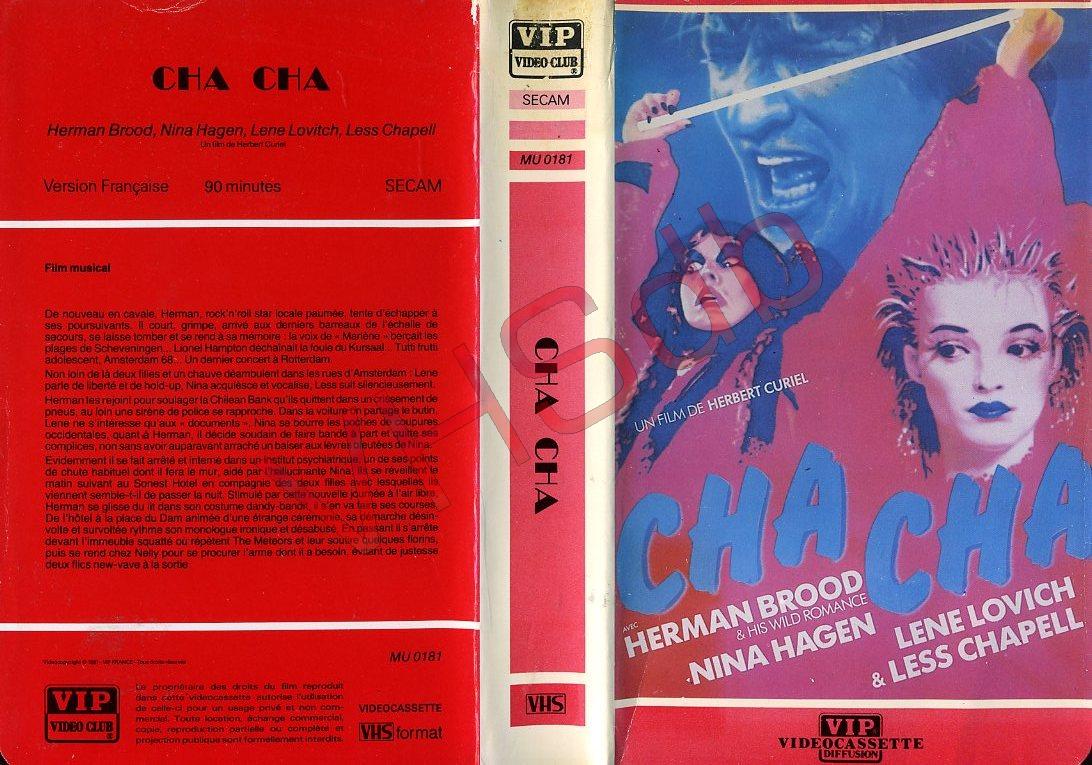 CHA CHA
Herman Brood, Nina Hagen, Lene Lovitch, Less Chapell
Un film de Herbert Curiel
Version Française 90 minutes SECAM
Film musical
De nouveau en cavale, Herman, rock'n'roll star locale paumée, tente d'échapper à
ses poursuivants. Il court, grimpe, arrivé aux derniers barreaux de l'échelle de
secours, se laisse tomber et se rend à sa mémoire : la voix de « Marlène » berçait les
plages de Scheveningen... Lionel Hampton déchaînait la foule du Kursaal... Tutti frutti
adolescent, Amsterdam 68... Un dernier concert à Rotterdam.
Non loin de là deux filles et un chauve déambulent dans les rues d'Amsterdam : Lene
parle de liberté et de hold-up, Nina acquiesce et vocalise, Less suit silencieusement.
Herman les rejoint pour soulager la Chilean Bank qu'ils quittent dans un crissement de
pneus, au loin une sirène de police se rapproche. Dans la voiture on partage le butin.
Lene ne s'intéresse qu'aux « documents », Nina se bourre les poches de coupures
occidentales, quant à Herman, il décide soudain de faire bande à part et quitte ses
complices, non sans avoir auparavant arraché un baiser aux lèvres bleutées de Nina.
Evidemment il se fait arrêté et interné dans un institut psychiatrique, un de ses points
de chute habituel dont il fera le mur, aidé par l'hallucinante Nina. Ils se réveillent le
matin suivant au Sonest Hotel en compagnie des deux filles avec lesquelles ils
viennent semble-t-il de passer la nuit. Stimulé par cette nouvelle journée à l'air libre,
Herman se glisse du lit dans son costume dandy-bandit, il s'en va faire ses courses.
De l'hôtel à la place du Dam animée d'une étrange cérémonie, sa démarche désin-
volte et survoltée rythme son monologue ironique et désabusé. En passant il s'arrête
devant l'immeuble squatté où répètent The Meteors et leur soutire quelques florins,
puis se rend chez Nelly pour se procurer l'arme dont il a besoin, évitant de justesse
deux flics new-vave à la sortie
Videocopyright © 1981 - VIP FRANCE - Tous droits réservés
MU 0181
VIP
VIDEO CLUB
®
Le propriétaire des droits du film reproduit
dans cette vidéocassette autorise l'utilisation
de celle-ci pour un usage privé et non com-
mercial. Toute location, échange commercial,
copie, reproduction partielle ou complète et
projection publique sont formellement interdits.
VIDEOCASSETTE
VHS format
VIP
VIDEO CLUB
®
SECAM
MU 0181
CHA CHA
VHS
UN FILM DE HERBERT CURIEL
CHA CHA
AVEC
HERMAN BROOD
& HIS WILD ROMANCE
NINA HAGEN
LENE LOVICH
& LESS CHAPELL
VIP
VIDEOCASSETTE
DIFFUSION